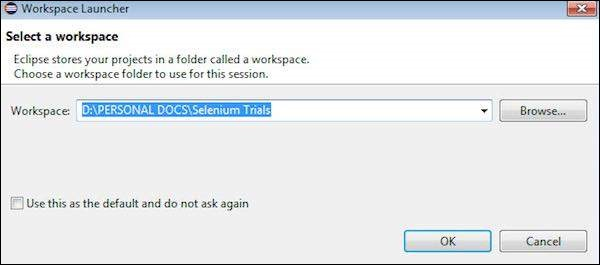 Workspace Launcher
Select a workspace
Eclipse stores your projects in a folder called a workspace.
Choose a workspace folder to use for this session.
Workspace: D:\PERSONAL DOCS\Selenium Trials Browse...
Use this as the default and do not ask again
OK Cancel